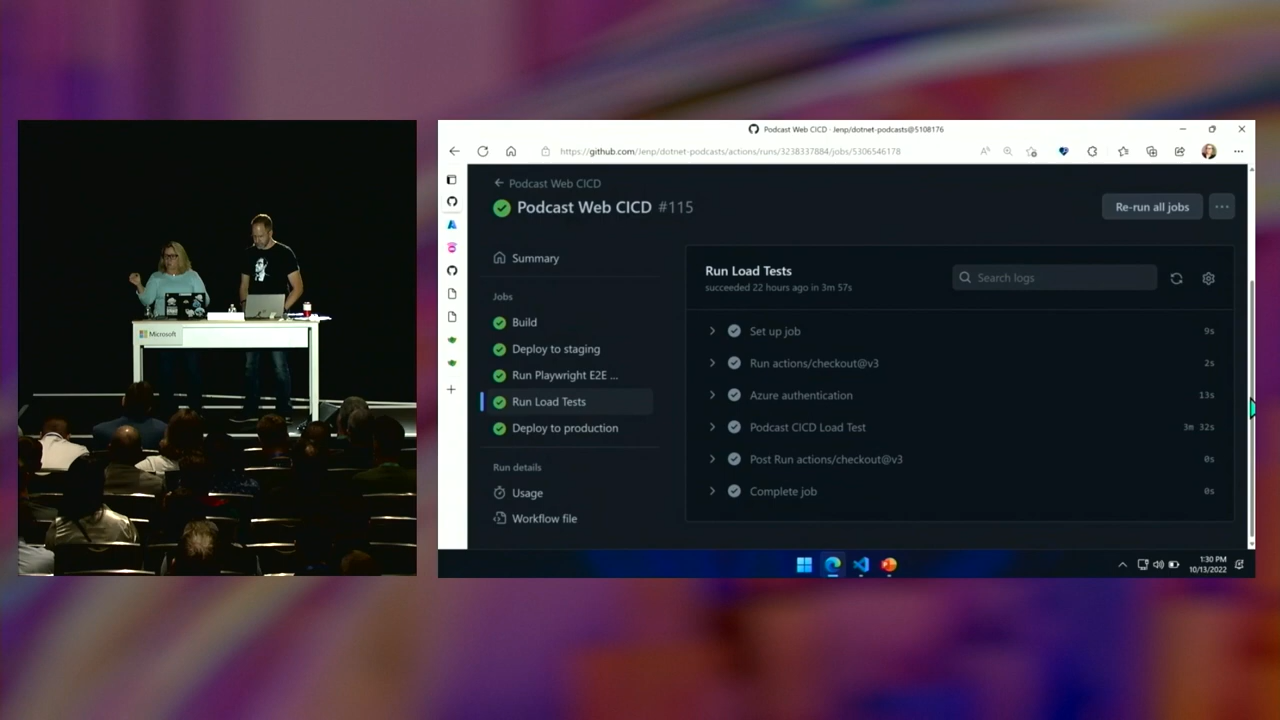 Microsoft
Podcast Web CICD · Jenp/dotnet-podcasts@5108176
https://github.com/Jenp/dotnet-podcasts/actions/runs/3238337884/jobs/5306546178
Podcast Web CICD
Podcast Web CICD #115
Re-run all jobs
Summary
Jobs
Build
Deploy to staging
Run Playwright E2E ...
Run Load Tests
Deploy to production
Run details
Usage
Workflow file
Run Load Tests
succeeded 22 hours ago in 3m 57s
Search logs
Set up job 9s
Run actions/checkout@v3 2s
Azure authentication 13s
Podcast CICD Load Test 3m 32s
Post Run actions/checkout@v3 0s
Complete job 0s
1:30 PM
10/13/2022